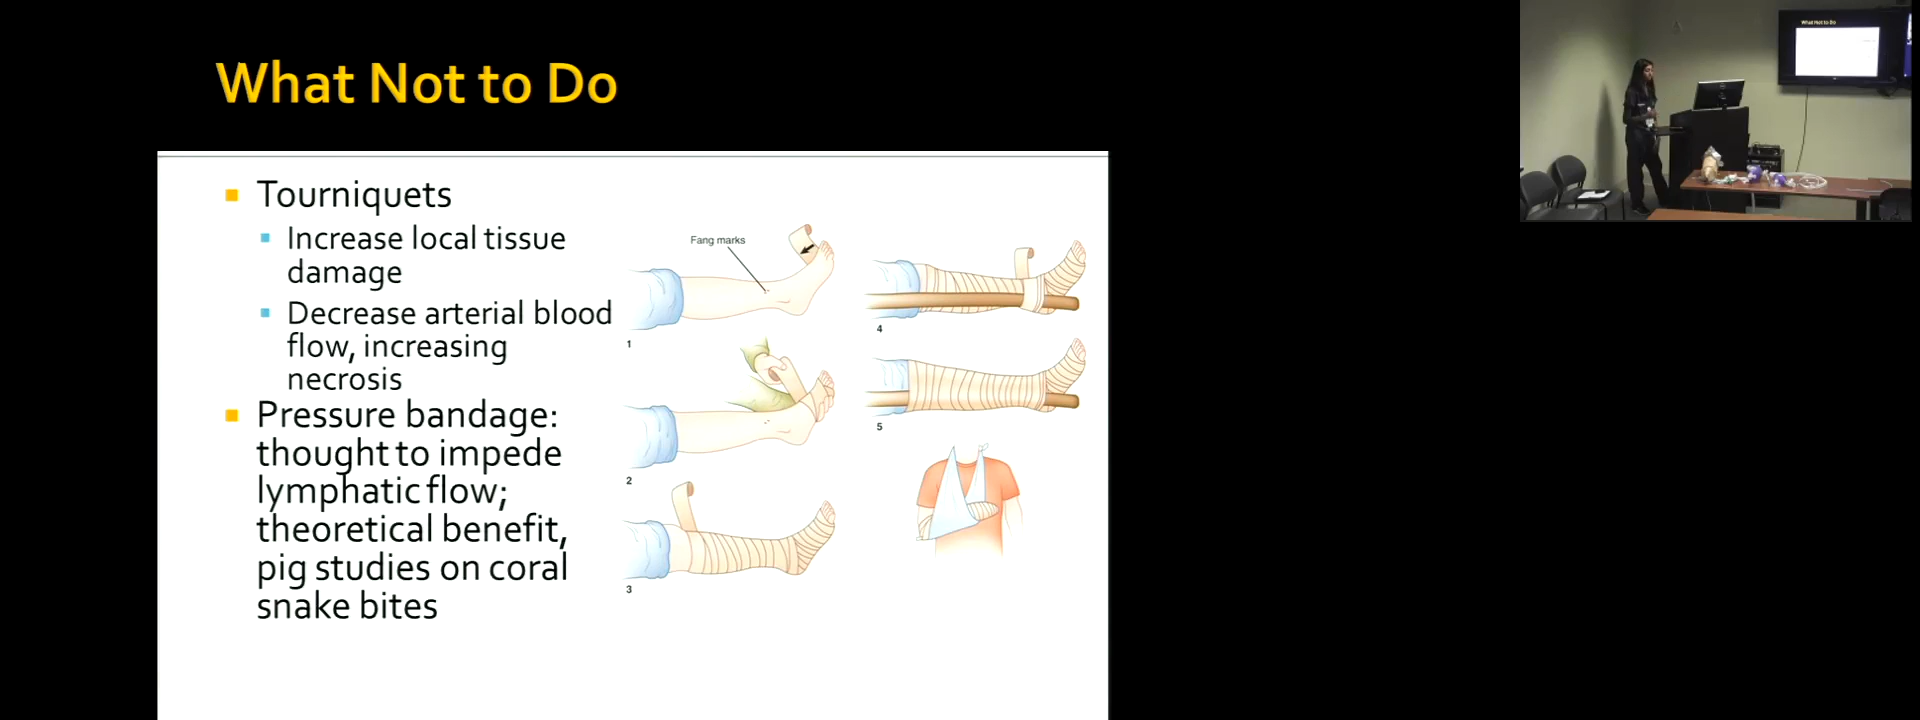 What Not to Do
Tourniquets
Increase local tissue
damage
Decrease arterial blood
flow, increasing
necrosis
Pressure bandage:
thought to impede
lymphatic flow;
theoretical benefit,
pig studies on coral
snake bites
Fang marks
1
2
3
4
5
What Not to Do